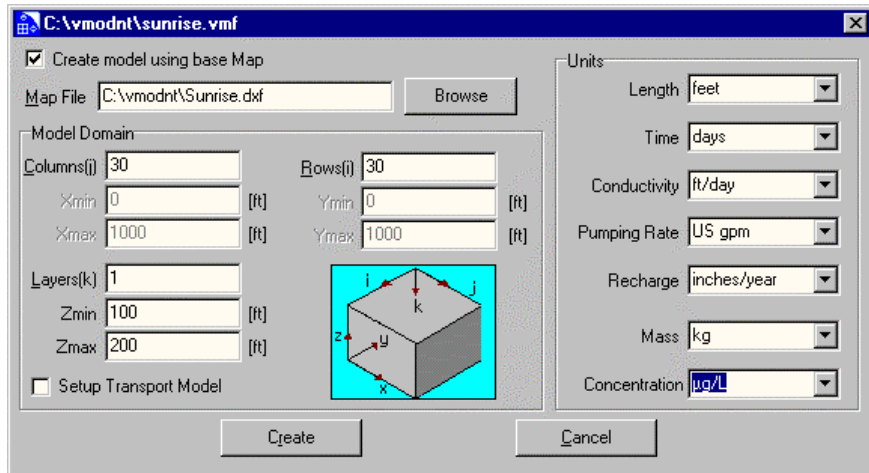 C:\vmodnt\sunrise.vmf
Create model using base Map
Map File C:\vmodnt\Sunrise.dxf Browse
Model Domain
Columns(j) 30 Rows(i) 30
Xmin 0 [ft] Ymin 0 [ft]
Xmax 1000 [ft] Ymax 1000 [ft]
Layers(k) 1
Zmin 100 [ft]
Zmax 200 [ft]
Setup Transport Model
i j
k
z y
x
Units
Length feet
Time days
Conductivity ft/day
Pumping Rate US gpm
Recharge inches/year
Mass kg
Concentration µg/L
Create Cancel